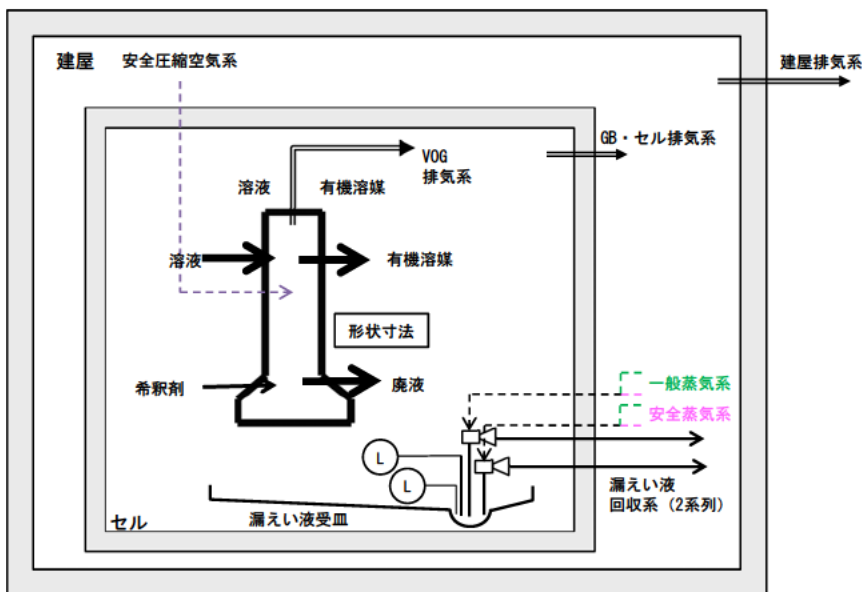 建屋
安全圧縮空気系
建屋排気系
GB・セル排気系
VOG
排気系
溶液
有機溶媒
溶液
有機溶媒
形状寸法
希釈剤
廃液
一般蒸気系
安全蒸気系
L
L
漏えい液
回収系(2系列)
漏えい液受皿
セル